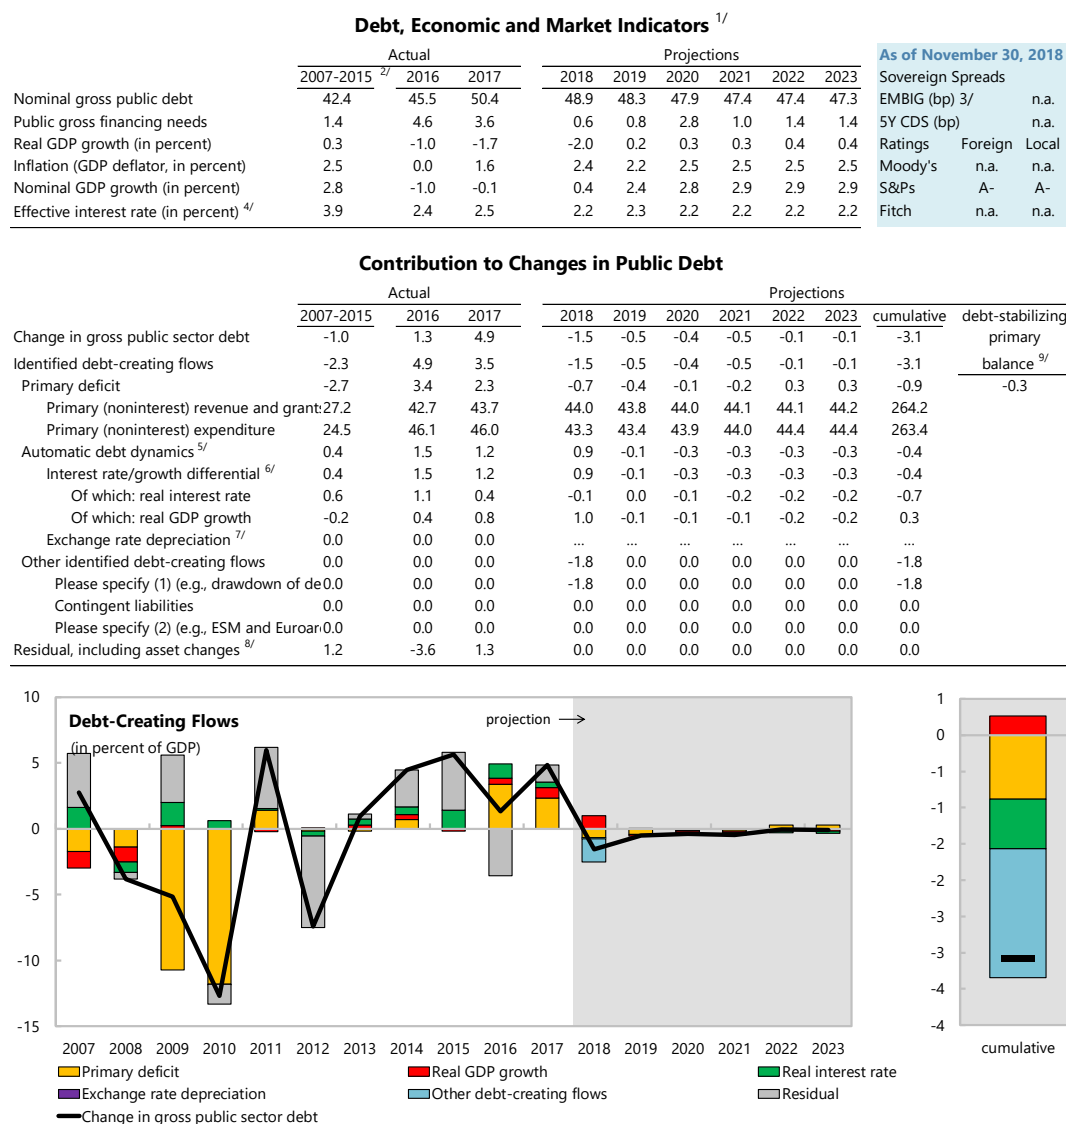 Debt, Economic and Market Indicators 1/
Actual Projections As of November 30, 2018
2007-2015 2/ 2016 2017 2018 2019 2020 2021 2022 2023 Sovereign Spreads
Nominal gross public debt 42.4 45.5 50.4 48.9 48.3 47.9 47.4 47.4 47.3 EMBIG (bp) 3/ n.a.
Public gross financing needs 1.4 4.6 3.6 0.6 0.8 2.8 1.0 1.4 1.4 5Y CDS (bp) n.a.
Real GDP growth (in percent) 0.3 -1.0 -1.7 -2.0 0.2 0.3 0.3 0.4 0.4 Ratings Foreign Local
Inflation (GDP deflator, in percent) 2.5 0.0 1.6 2.4 2.2 2.5 2.5 2.5 2.5 Moody's n.a. n.a.
Nominal GDP growth (in percent) 2.8 -1.0 -0.1 0.4 2.4 2.8 2.9 2.9 2.9 S&Ps A- A-
Effective interest rate (in percent) 4/ 3.9 2.4 2.5 2.2 2.3 2.2 2.2 2.2 2.2 Fitch n.a. n.a.
Contribution to Changes in Public Debt
Actual Projections
2007-2015 2016 2017 2018 2019 2020 2021 2022 2023 cumulative debt-stabilizing
Change in gross public sector debt -1.0 1.3 4.9 -1.5 -0.5 -0.4 -0.5 -0.1 -0.1 -3.1 primary
Identified debt-creating flows -2.3 4.9 3.5 -1.5 -0.5 -0.4 -0.5 -0.1 -0.1 -3.1 balance 9/
Primary deficit -2.7 3.4 2.3 -0.7 -0.4 -0.1 -0.2 0.3 0.3 -0.9 -0.3
Primary (noninterest) revenue and grants 27.2 42.7 43.7 44.0 43.8 44.0 44.1 44.1 44.2 264.2
Primary (noninterest) expenditure 24.5 46.1 46.0 43.3 43.4 43.9 44.0 44.4 44.4 263.4
Automatic debt dynamics 5/ 0.4 1.5 1.2 0.9 -0.1 -0.3 -0.3 -0.3 -0.3 -0.4
Interest rate/growth differential 6/ 0.4 1.5 1.2 0.9 -0.1 -0.3 -0.3 -0.3 -0.3 -0.4
Of which: real interest rate 0.6 1.1 0.4 -0.1 0.0 -0.1 -0.2 -0.2 -0.2 -0.7
Of which: real GDP growth -0.2 0.4 0.8 1.0 -0.1 -0.1 -0.1 -0.2 -0.2 0.3
Exchange rate depreciation 7/ 0.0 0.0 0.0 ... ... ... ... ... ... ...
Other identified debt-creating flows 0.0 0.0 0.0 -1.8 0.0 0.0 0.0 0.0 0.0 -1.8
Please specify (1) (e.g., drawdown of de 0.0 0.0 0.0 -1.8 0.0 0.0 0.0 0.0 0.0 -1.8
Contingent liabilities 0.0 0.0 0.0 0.0 0.0 0.0 0.0 0.0 0.0 0.0
Please specify (2) (e.g., ESM and Euroar 0.0 0.0 0.0 0.0 0.0 0.0 0.0 0.0 0.0 0.0
Residual, including asset changes 8/ 1.2 -3.6 1.3 0.0 0.0 0.0 0.0 0.0 0.0 0.0
Debt-Creating Flows
(in percent of GDP)
projection →
10
5
0
-5
-10
-15
2007 2008 2009 2010 2011 2012 2013 2014 2015 2016 2017 2018 2019 2020 2021 2022 2023
1
0
-1
-1
-2
-2
-3
-3
-4
-4
cumulative
Primary deficit Real GDP growth Real interest rate
Exchange rate depreciation Other debt-creating flows Residual
Change in gross public sector debt